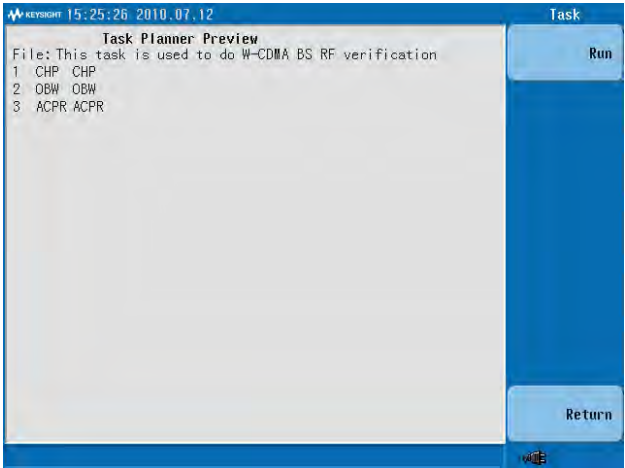 KEYSIGHT 15:25:26 2010.07.12
Task
Task Planner Preview
File: This task is used to do W-CDMA BS RF verification
1 CHP CHP
2 OBW OBW
3 ACPR ACPR
Run
Return